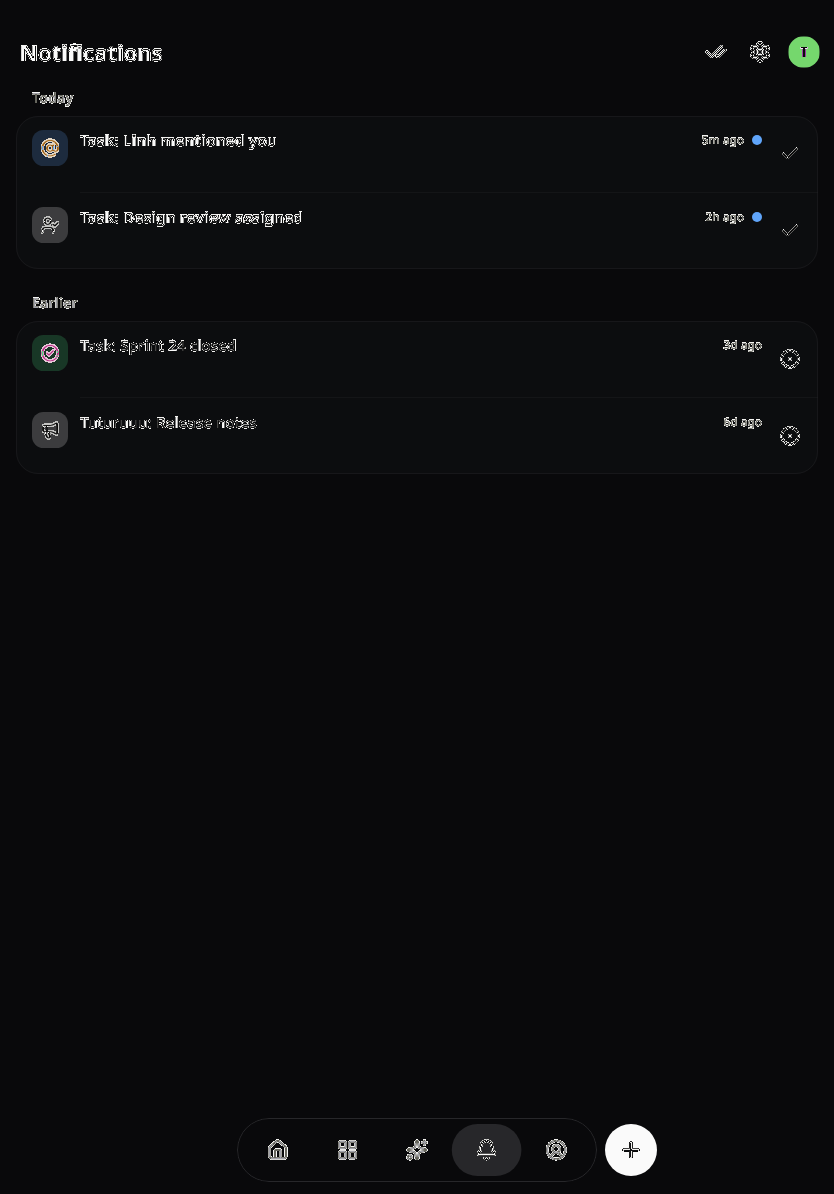 Notifications
T
Today
Task: Linh mentioned you
5m ago
Task: Design review assigned
2h ago
Earlier
Task: Sprint 24 closed
3d ago
Tuturuuu: Release notes
6d ago